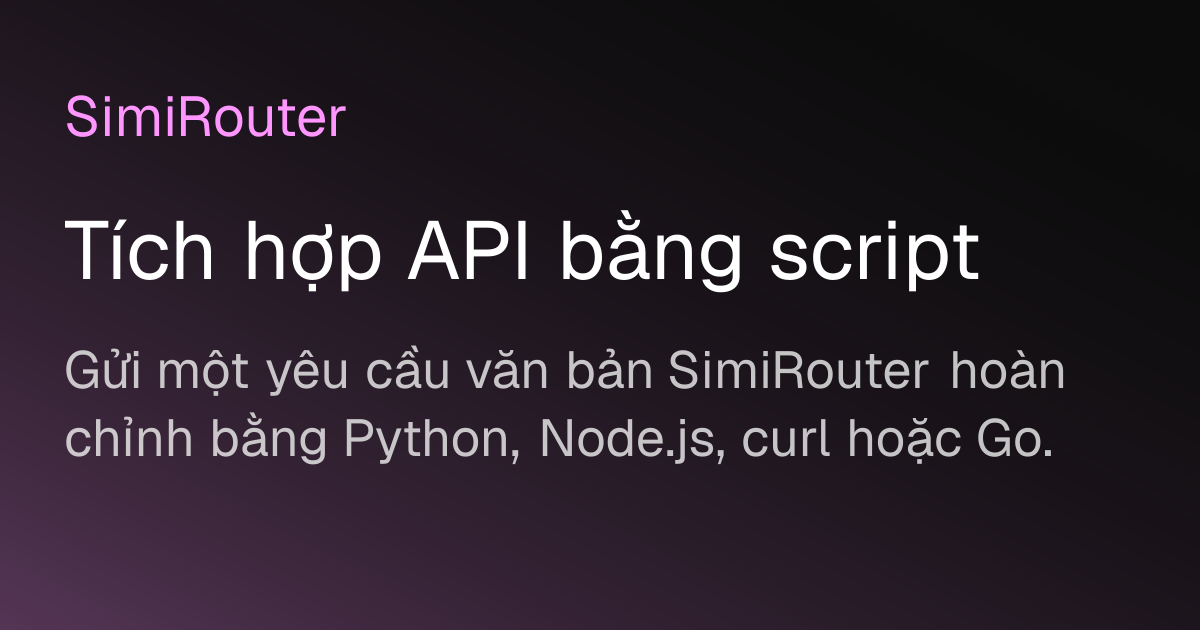 SimiRouter
Tích hợp API bằng script
Gửi một yêu cầu văn bản SimiRouter hoàn
chỉnh bằng Python, Node.js, curl hoặc Go.